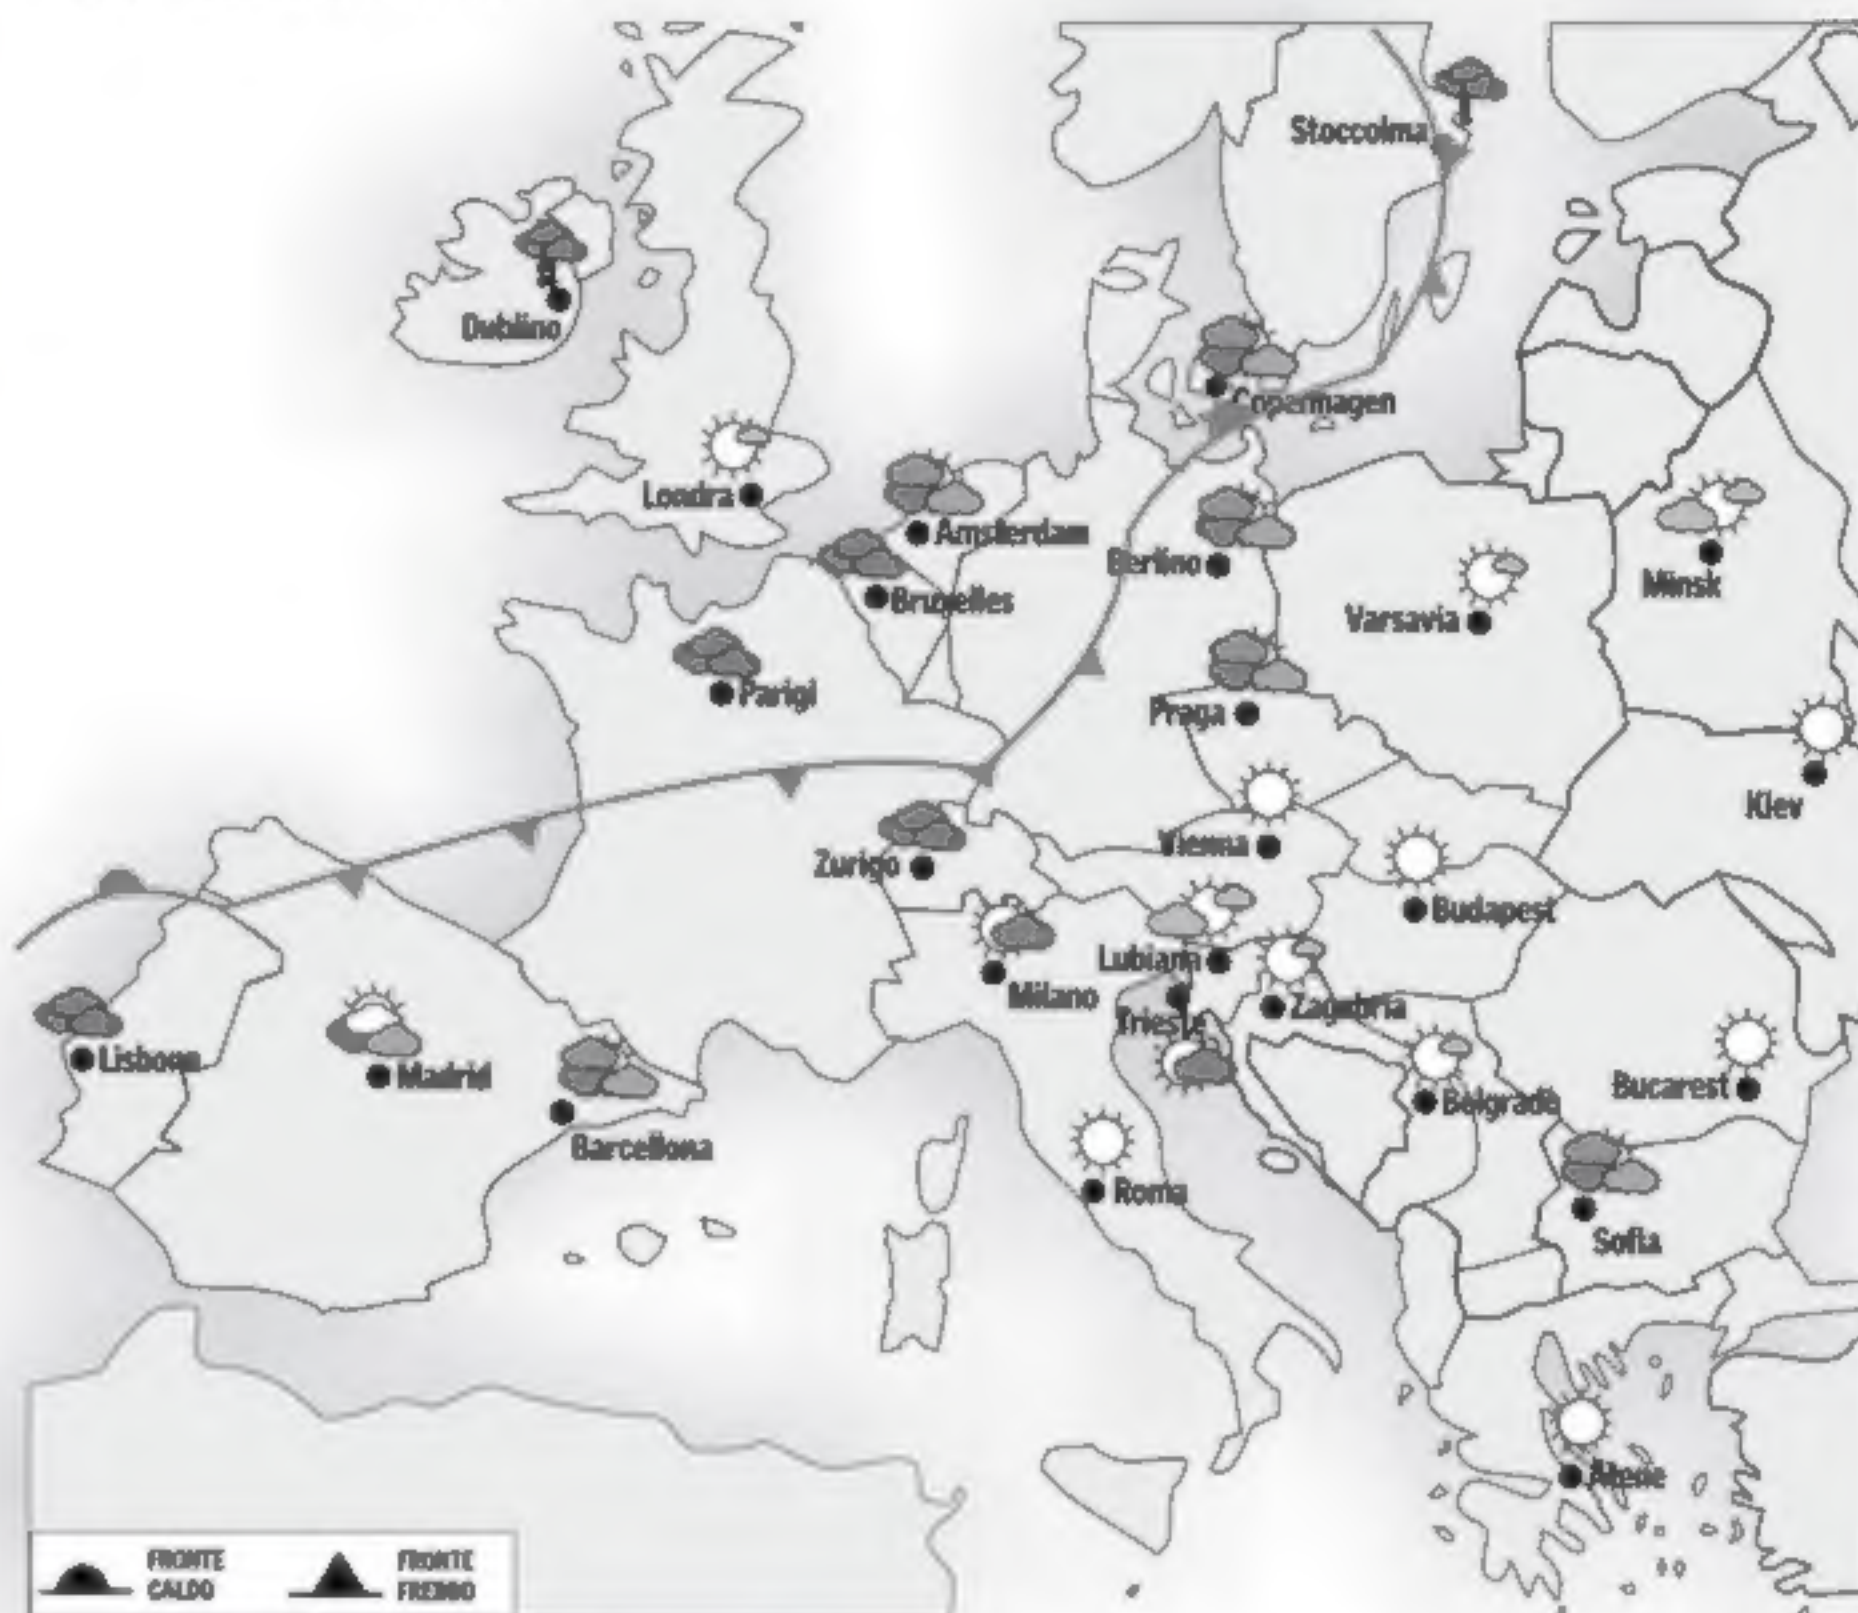 Stoccolma
Dublino
Copenhagen
Londra
Amsterdam
Berlino
Minsk
Bruxelles
Varsavia
Parigi
Praga
Kiev
Vienna
Zurigo
Budapest
Lubiana
Milano
Zagabria
Trieste
Lisbona
Madrid
Bucarest
Belgrado
Barcellona
Roma
Sofia
Atene
FRONTE
CALDO
FRONTE
FREDDO